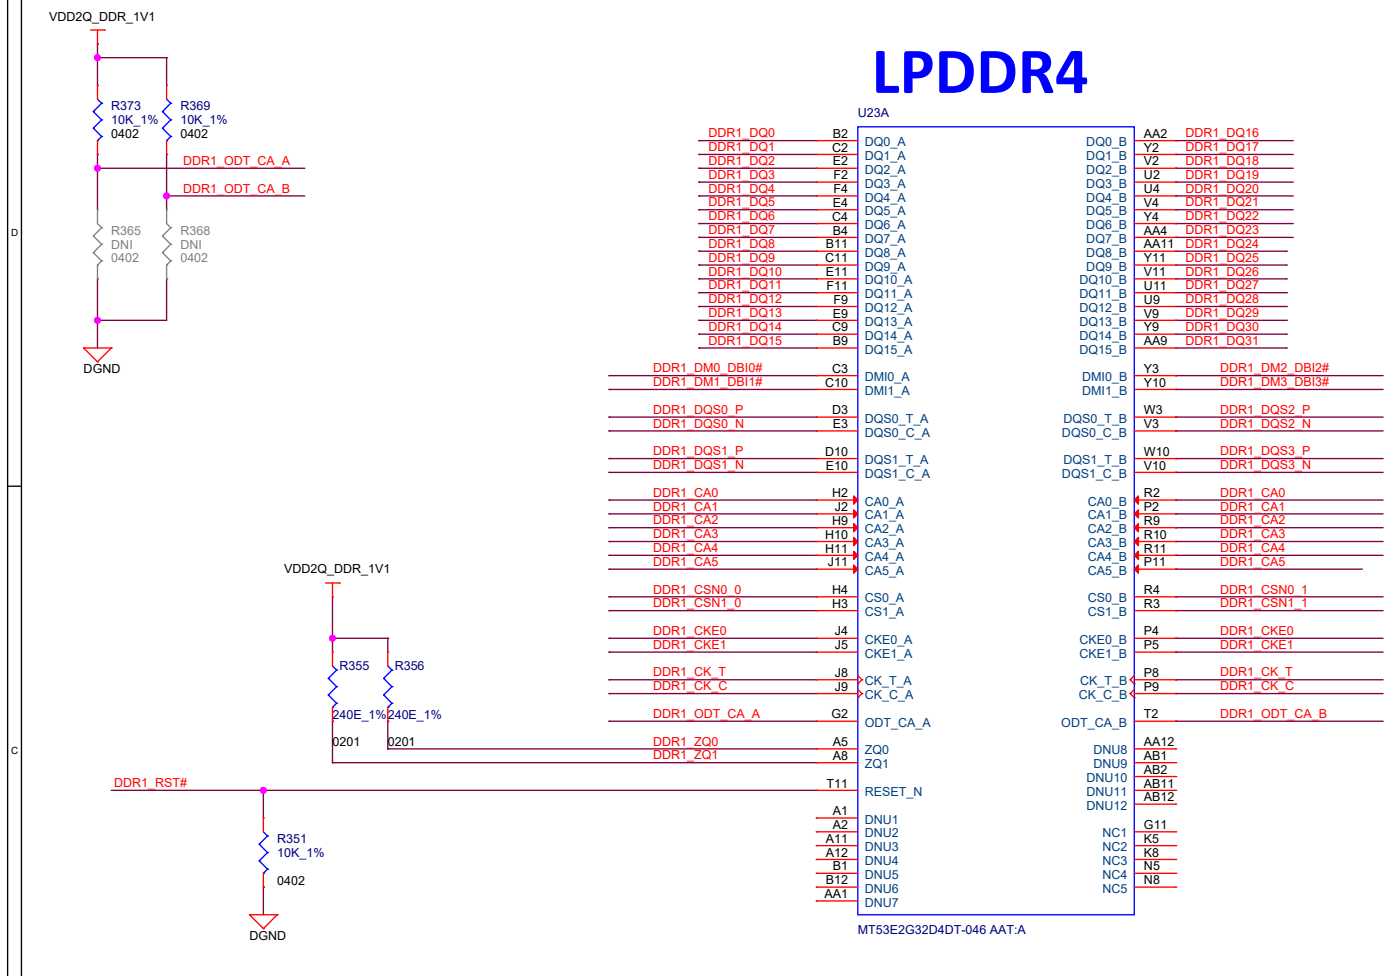 VDD2Q_DDR_1V1
LPDDR4
R373
10K_1%
0402
R369
10K_1%
0402
DDR1_ODT_CA_A
DDR1_ODT_CA_B
R365
DNI
0402
R368
DNI
0402
DGND
D
U23A
DDR1_DQ0 B2 DQ0_A DQ0_B AA2 DDR1_DQ16
DDR1_DQ1 C2 DQ1_A DQ1_B Y2 DDR1_DQ17
DDR1_DQ2 E2 DQ2_A DQ2_B V2 DDR1_DQ18
DDR1_DQ3 F2 DQ3_A DQ3_B U2 DDR1_DQ19
DDR1_DQ4 F4 DQ4_A DQ4_B U4 DDR1_DQ20
DDR1_DQ5 E4 DQ5_A DQ5_B V4 DDR1_DQ21
DDR1_DQ6 C4 DQ6_A DQ6_B Y4 DDR1_DQ22
DDR1_DQ7 B4 DQ7_A DQ7_B AA4 DDR1_DQ23
DDR1_DQ8 B11 DQ8_A DQ8_B AA11 DDR1_DQ24
DDR1_DQ9 C11 DQ9_A DQ9_B Y11 DDR1_DQ25
DDR1_DQ10 E11 DQ10_A DQ10_B V11 DDR1_DQ26
DDR1_DQ11 F11 DQ11_A DQ11_B U11 DDR1_DQ27
DDR1_DQ12 F9 DQ12_A DQ12_B U9 DDR1_DQ28
DDR1_DQ13 E9 DQ13_A DQ13_B V9 DDR1_DQ29
DDR1_DQ14 C9 DQ14_A DQ14_B Y9 DDR1_DQ30
DDR1_DQ15 B9 DQ15_A DQ15_B AA9 DDR1_DQ31
DDR1_DM0_DBI0# C3 DMI0_A DMI0_B Y3 DDR1_DM2_DBI2#
DDR1_DM1_DBI1# C10 DMI1_A DMI1_B Y10 DDR1_DM3_DBI3#
DDR1_DQS0_P D3 DQS0_T_A DQS0_T_B W3 DDR1_DQS2_P
DDR1_DQS0_N E3 DQS0_C_A DQS0_C_B V3 DDR1_DQS2_N
DDR1_DQS1_P D10 DQS1_T_A DQS1_T_B W10 DDR1_DQS3_P
DDR1_DQS1_N E10 DQS1_C_A DQS1_C_B V10 DDR1_DQS3_N
DDR1_CA0 H2 CA0_A CA0_B R2 DDR1_CA0
DDR1_CA1 J2 CA1_A CA1_B P2 DDR1_CA1
DDR1_CA2 H9 CA2_A CA2_B R9 DDR1_CA2
DDR1_CA3 H10 CA3_A CA3_B R10 DDR1_CA3
DDR1_CA4 H11 CA4_A CA4_B R11 DDR1_CA4
DDR1_CA5 J11 CA5_A CA5_B P11 DDR1_CA5
DDR1_CSN0_0 H4 CS0_A CS0_B R4 DDR1_CSN0_1
DDR1_CSN1_0 H3 CS1_A CS1_B R3 DDR1_CSN1_1
DDR1_CKE0 J4 CKE0_A CKE0_B P4 DDR1_CKE0
DDR1_CKE1 J5 CKE1_A CKE1_B P5 DDR1_CKE1
DDR1_CK_T J8 CK_T_A CK_T_B P8 DDR1_CK_T
DDR1_CK_C J9 CK_C_A CK_C_B P9 DDR1_CK_C
DDR1_ODT_CA_A G2 ODT_CA_A ODT_CA_B T2 DDR1_ODT_CA_B
DDR1_ZQ0 A5 ZQ0 DNU8 AA12
DDR1_ZQ1 A8 ZQ1 DNU9 AB1
DNU10 AB2
T11 RESET_N DNU11 AB11
DNU12 AB12
A1 DNU1 NC1 G11
A2 DNU2 NC2 K5
A11 DNU3 NC3 K8
A12 DNU4 NC4 N5
B1 DNU5 NC5 N8
B12 DNU6
AA1 DNU7
MT53E2G32D4DT-046 AAT:A
VDD2Q_DDR_1V1
R355
240E_1%
0201
R356
240E_1%
0201
C
DDR1_RST#
R351
10K_1%
0402
DGND